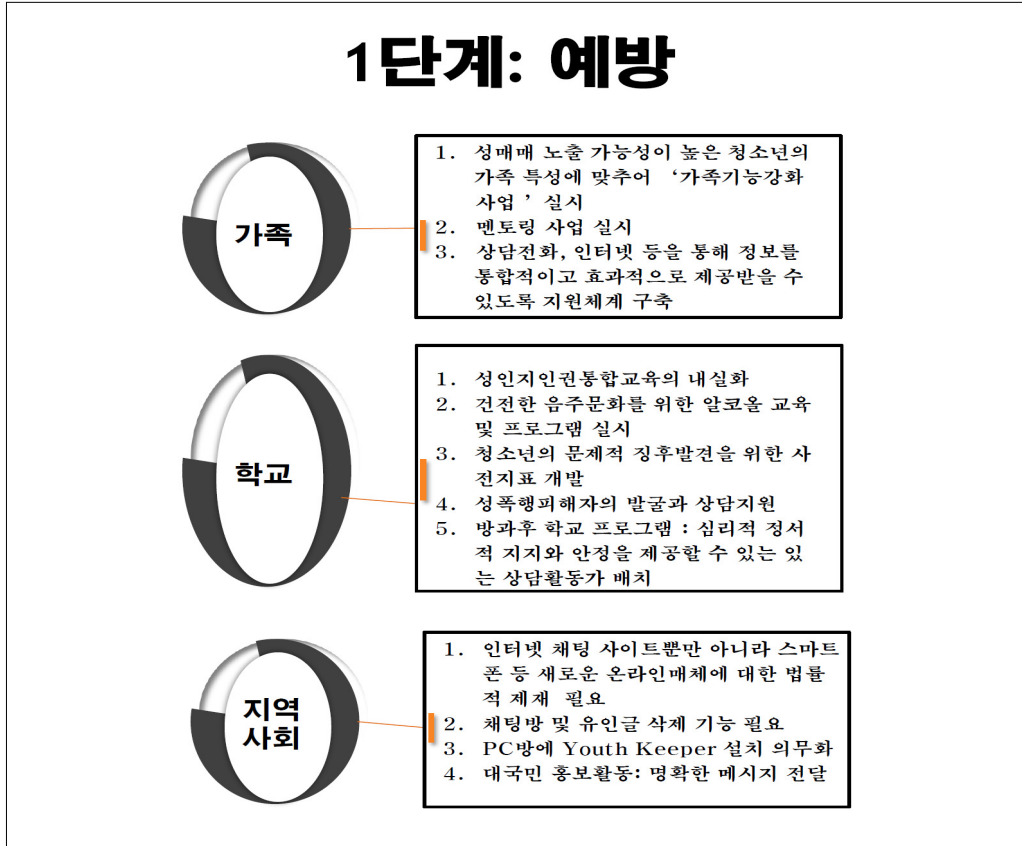 1단계: 예방
가족
1. 성매매 노출 가능성이 높은 청소년의
가족 특성에 맞추어 ‘가족기능강화
사업 ’ 실시
2. 멘토링 사업 실시
3. 상담전화, 인터넷 등을 통해 정보를
통합적이고 효과적으로 제공받을 수
있도록 지원체계 구축
학교
1. 성인지인권통합교육의 내실화
2. 건전한 음주문화를 위한 알코올 교육
및 프로그램 실시
3. 청소년의 문제적 징후발견을 위한 사
전지표 개발
4. 성폭행피해자의 발굴과 상담지원
5. 방과후 학교 프로그램 : 심리적 정서
적 지지와 안정을 제공할 수 있는 있
는 상담활동가 배치
지역
사회
1. 인터넷 채팅 사이트뿐만 아니라 스마트
폰 등 새로운 온라인매체에 대한 법률
적 제재 필요
2. 채팅방 및 유인글 삭제 기능 필요
3. PC방에 Youth Keeper 설치 의무화
4. 대국민 홍보활동: 명확한 메시지 전달